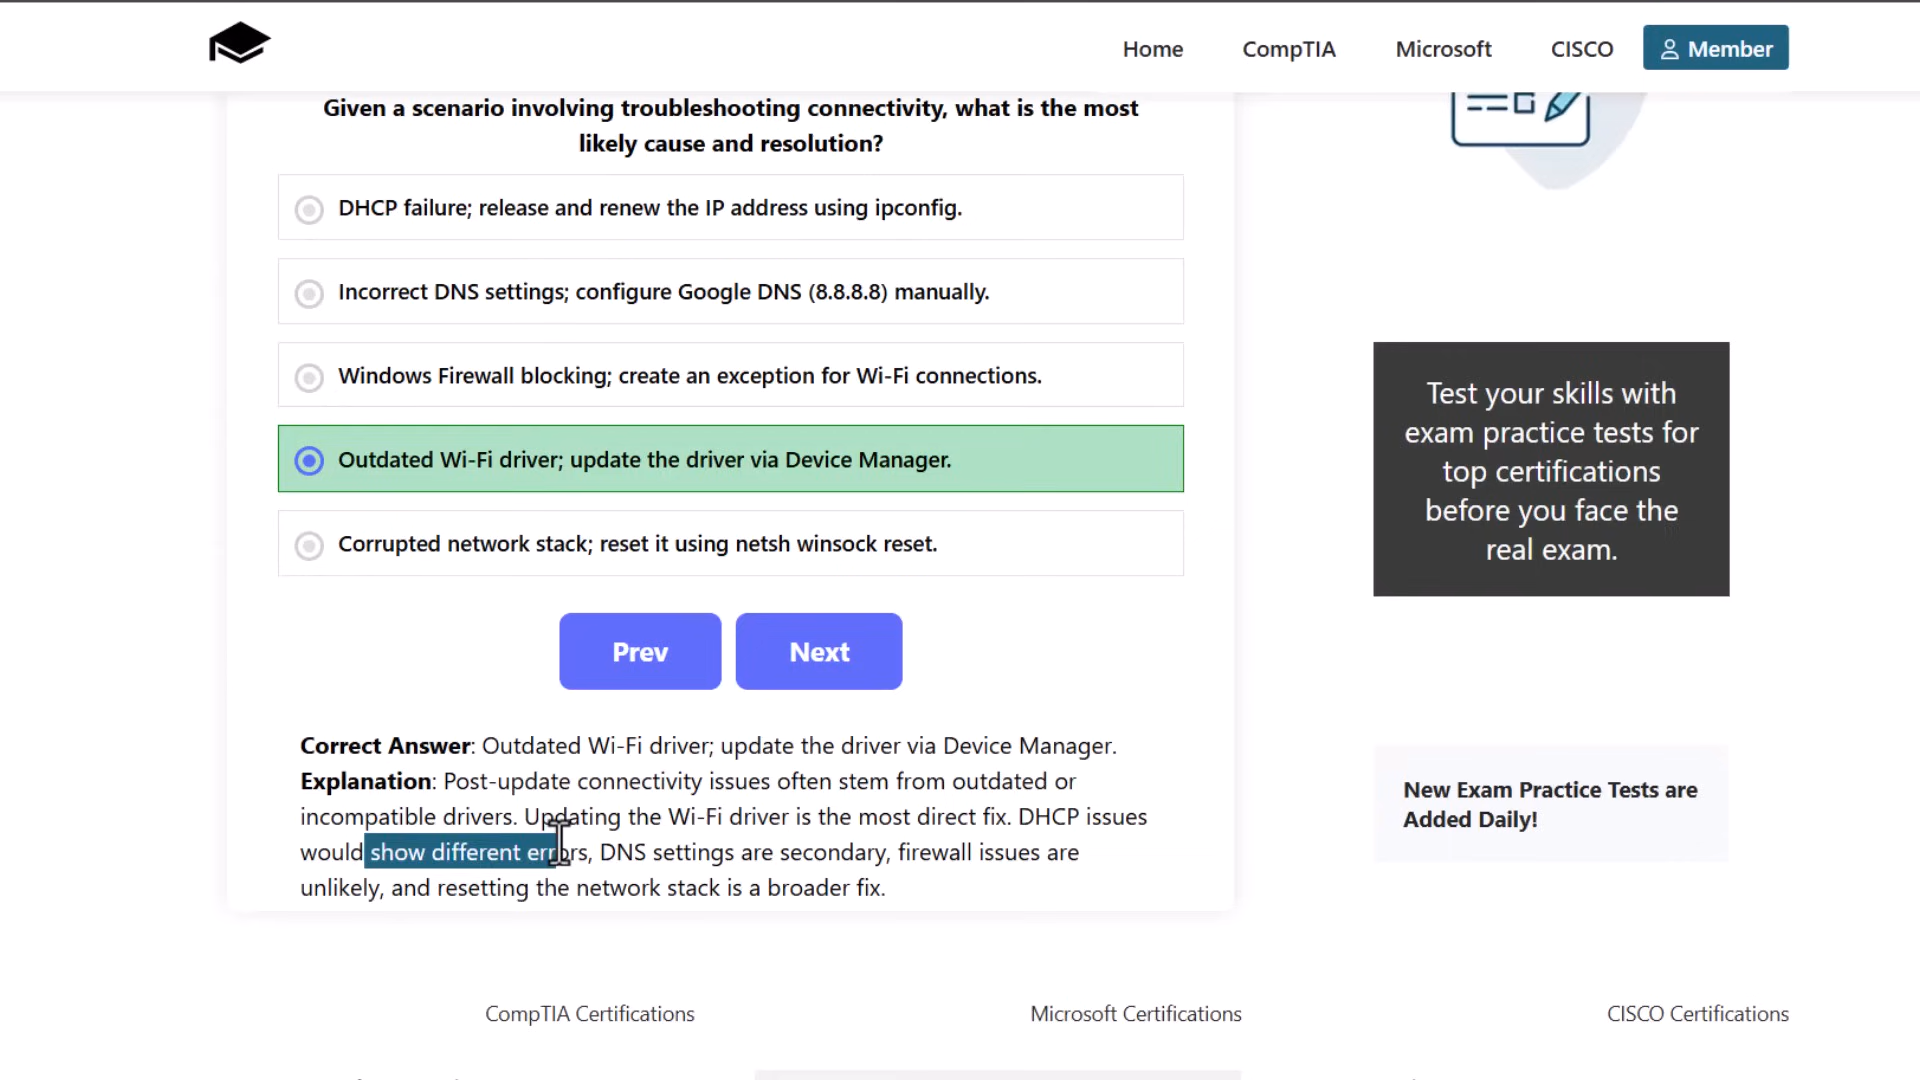 Home
CompTIA
Microsoft
CISCO
Member
Given a scenario involving troubleshooting connectivity, what is the most
likely cause and resolution?
DHCP failure; release and renew the IP address using ipconfig.
Incorrect DNS settings; configure Google DNS (8.8.8.8) manually.
Windows Firewall blocking; create an exception for Wi-Fi connections.
Outdated Wi-Fi driver; update the driver via Device Manager.
Corrupted network stack; reset it using netsh winsock reset.
Prev
Next
Correct Answer: Outdated Wi-Fi driver; update the driver via Device Manager.
Explanation: Post-update connectivity issues often stem from outdated or
incompatible drivers. Updating the Wi-Fi driver is the most direct fix. DHCP issues
would show different errors, DNS settings are secondary, firewall issues are
unlikely, and resetting the network stack is a broader fix.
Test your skills with
exam practice tests for
top certifications
before you face the
real exam.
New Exam Practice Tests are
Added Daily!
CompTIA Certifications
Microsoft Certifications
CISCO Certifications